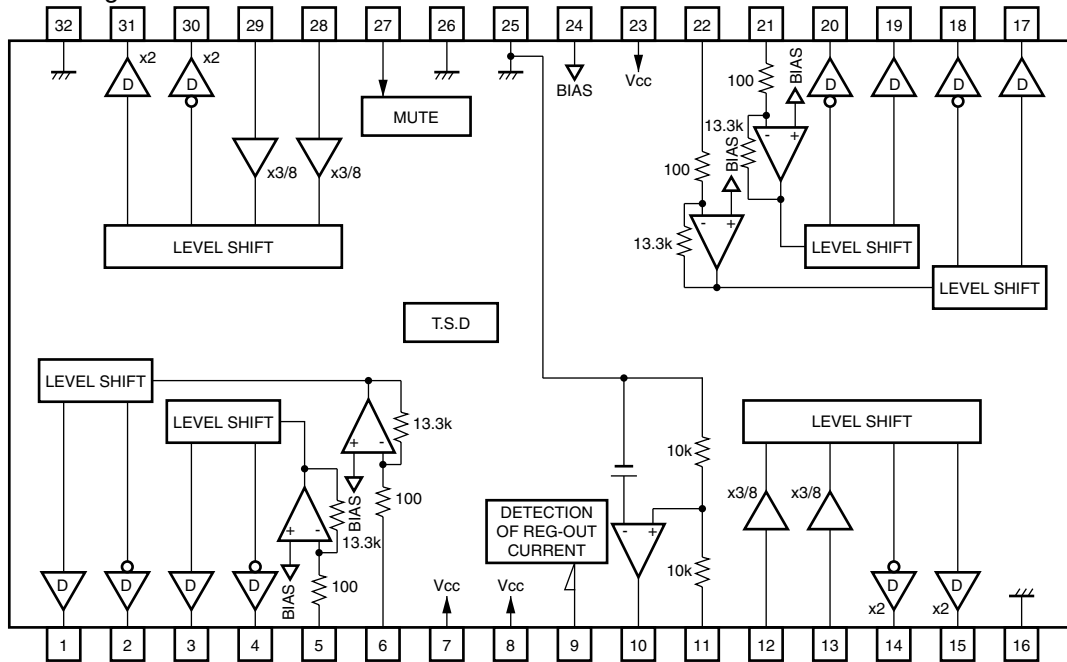 32 31 30 29 28 27 26 25 24 23 22 21 20 19 18 17
x2
x2
D
D
BIAS
Vcc
100
BIAS
D
D
D
D
MUTE
x3/8
x3/8
13.3k
- +
100
BIAS
LEVEL SHIFT
13.3k
- +
LEVEL SHIFT
LEVEL SHIFT
T.S.D
LEVEL SHIFT
LEVEL SHIFT
13.3k
+ -
LEVEL SHIFT
10k
100
BIAS
x3/8
x3/8
+ -
13.3k
DETECTION
OF REG-OUT
CURRENT
- +
10k
D
D
D
D
BIAS
100
Vcc
Vcc
D
D
x2
x2
1 2 3 4 5 6 7 8 9 10 11 12 13 14 15 16